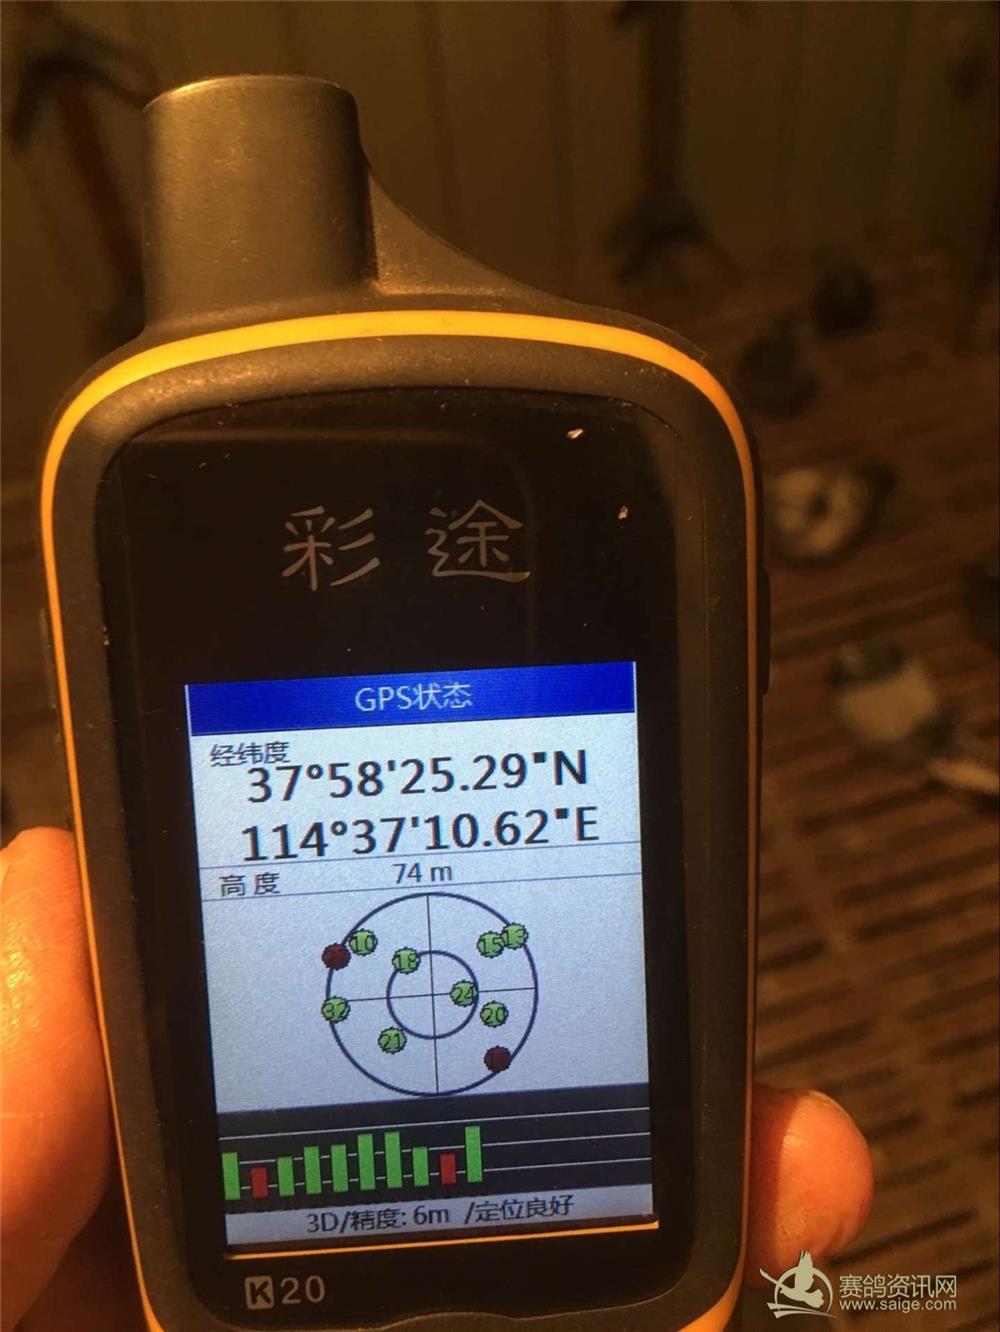 彩途
GPS状态
经纬度
37°58'25.29"N
114°37'10.62"E
高度 74 m
10 15 13
18
24
32 20
21
3D/精度: 6m /定位良好
K20
赛鸽资讯网
www.saige.com